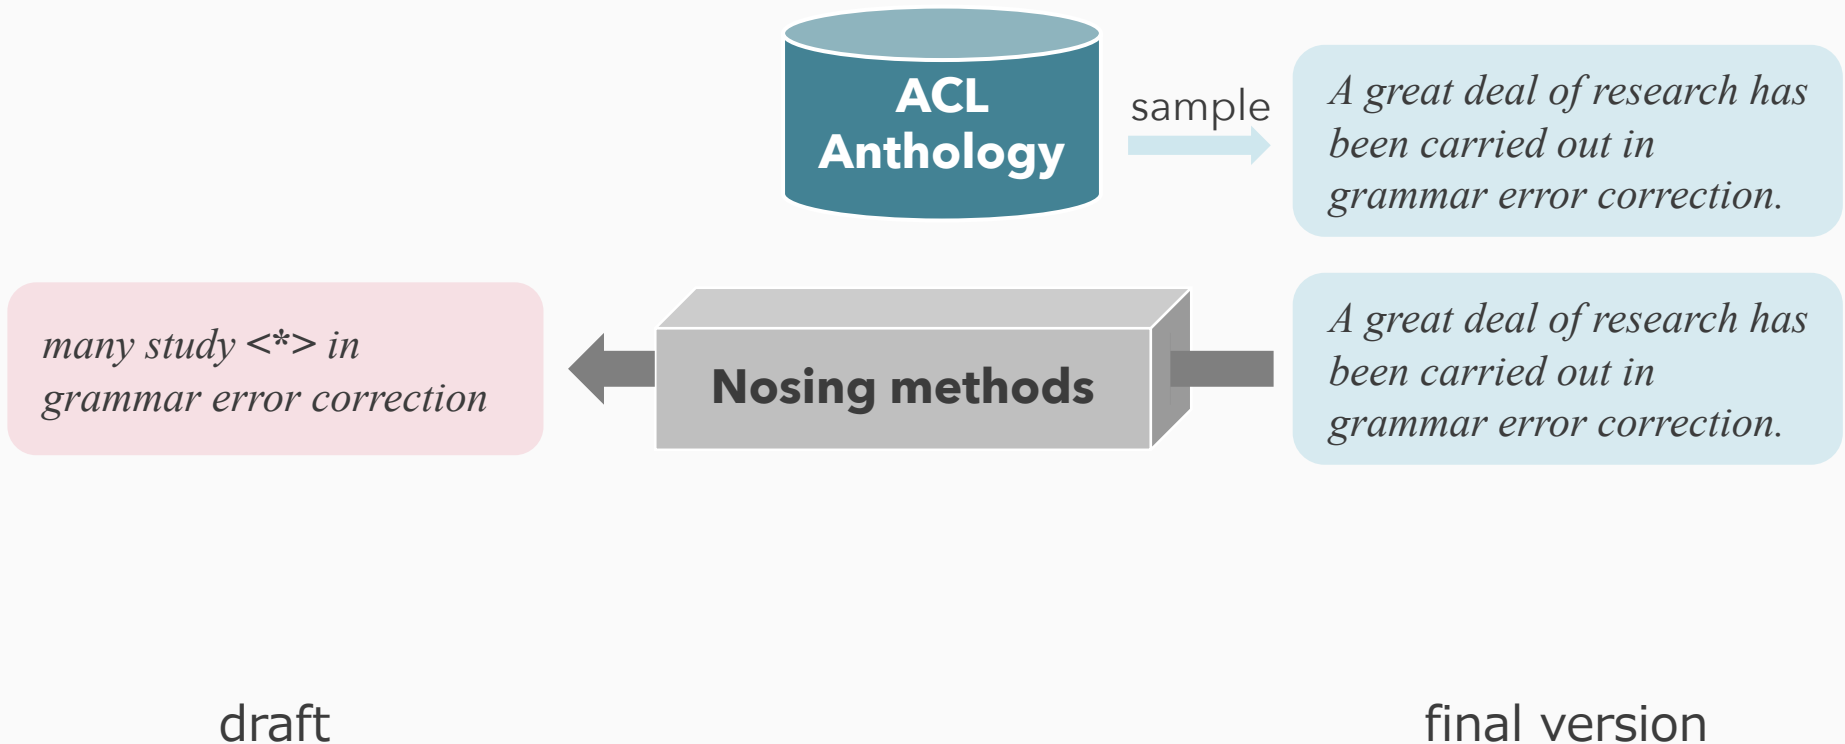 ACL
Anthology
sample
A great deal of research has
been carried out in
grammar error correction.
many study <*> in
grammar error correction
Nosing methods
A great deal of research has
been carried out in
grammar error correction.
draft
final version